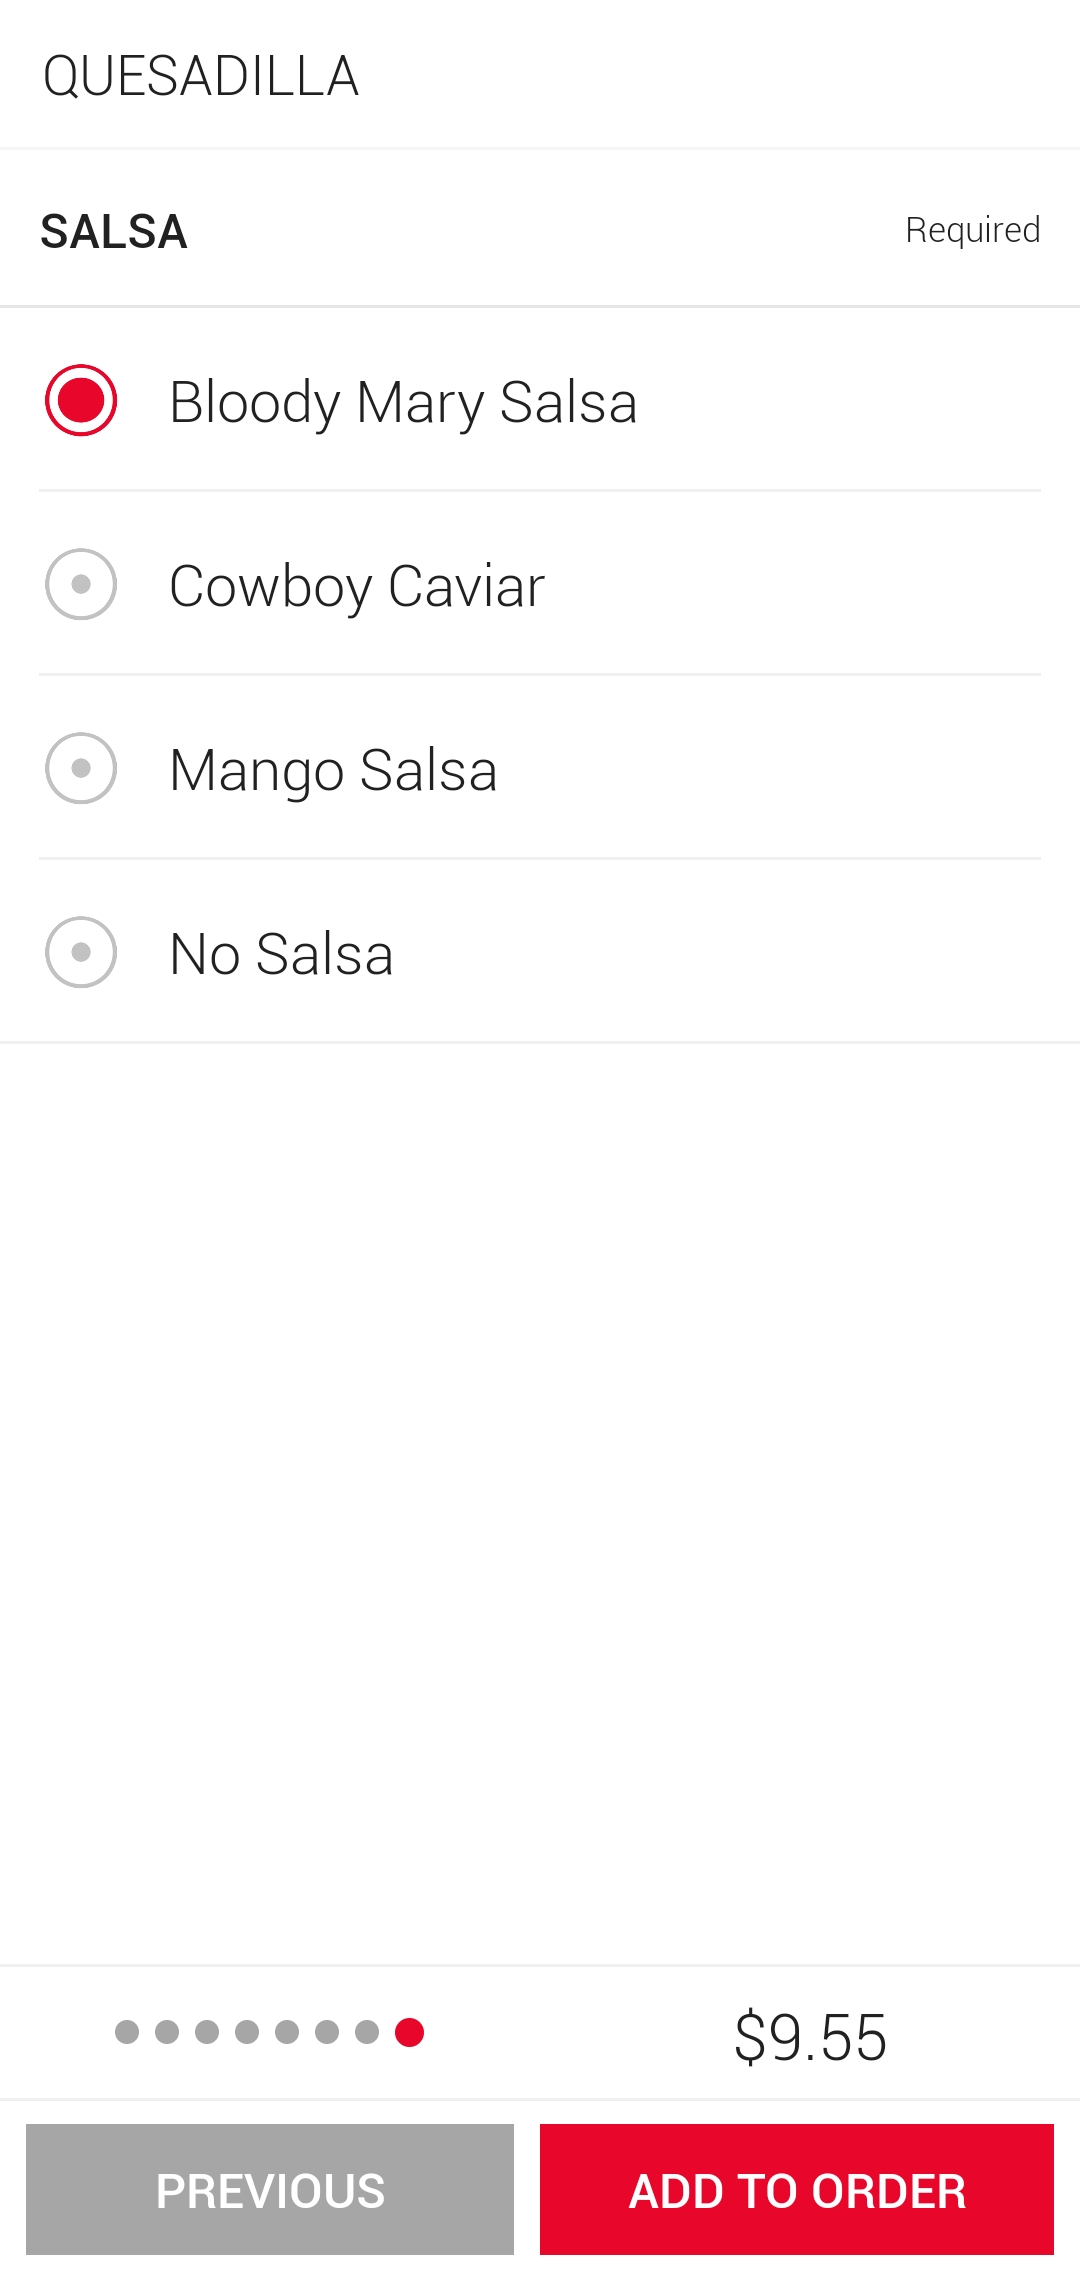 QUESADILLA
SALSA
Required
Bloody Mary Salsa
Cowboy Caviar
Mango Salsa
No Salsa
$9.55
PREVIOUS
ADD TO ORDER